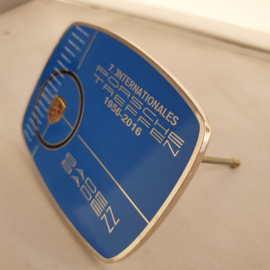 7. INTERNATIONALES
PORSCHE
TREFFEN
1956-2016
BADEN
BADEN